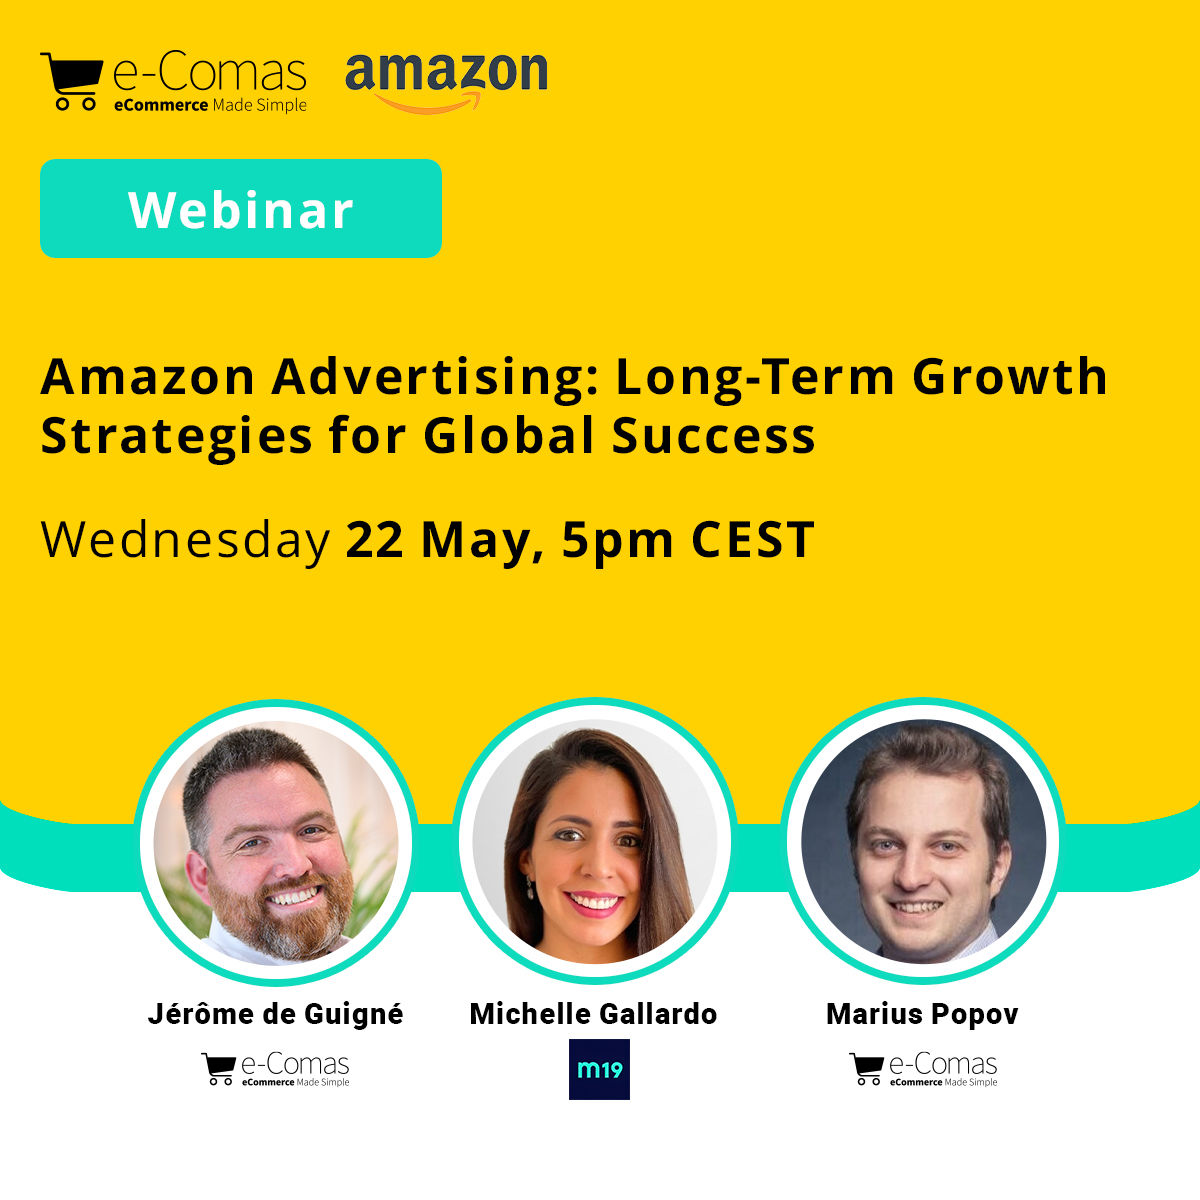 e-Comas
eCommerce Made Simple
amazon
Webinar
Amazon Advertising: Long-Term Growth
Strategies for Global Success
Wednesday 22 May, 5pm CEST
Jérôme de Guigné
Michelle Gallardo
Marius Popov
e-Comas
eCommerce Made Simple
m19
e-Comas
eCommerce Made Simple